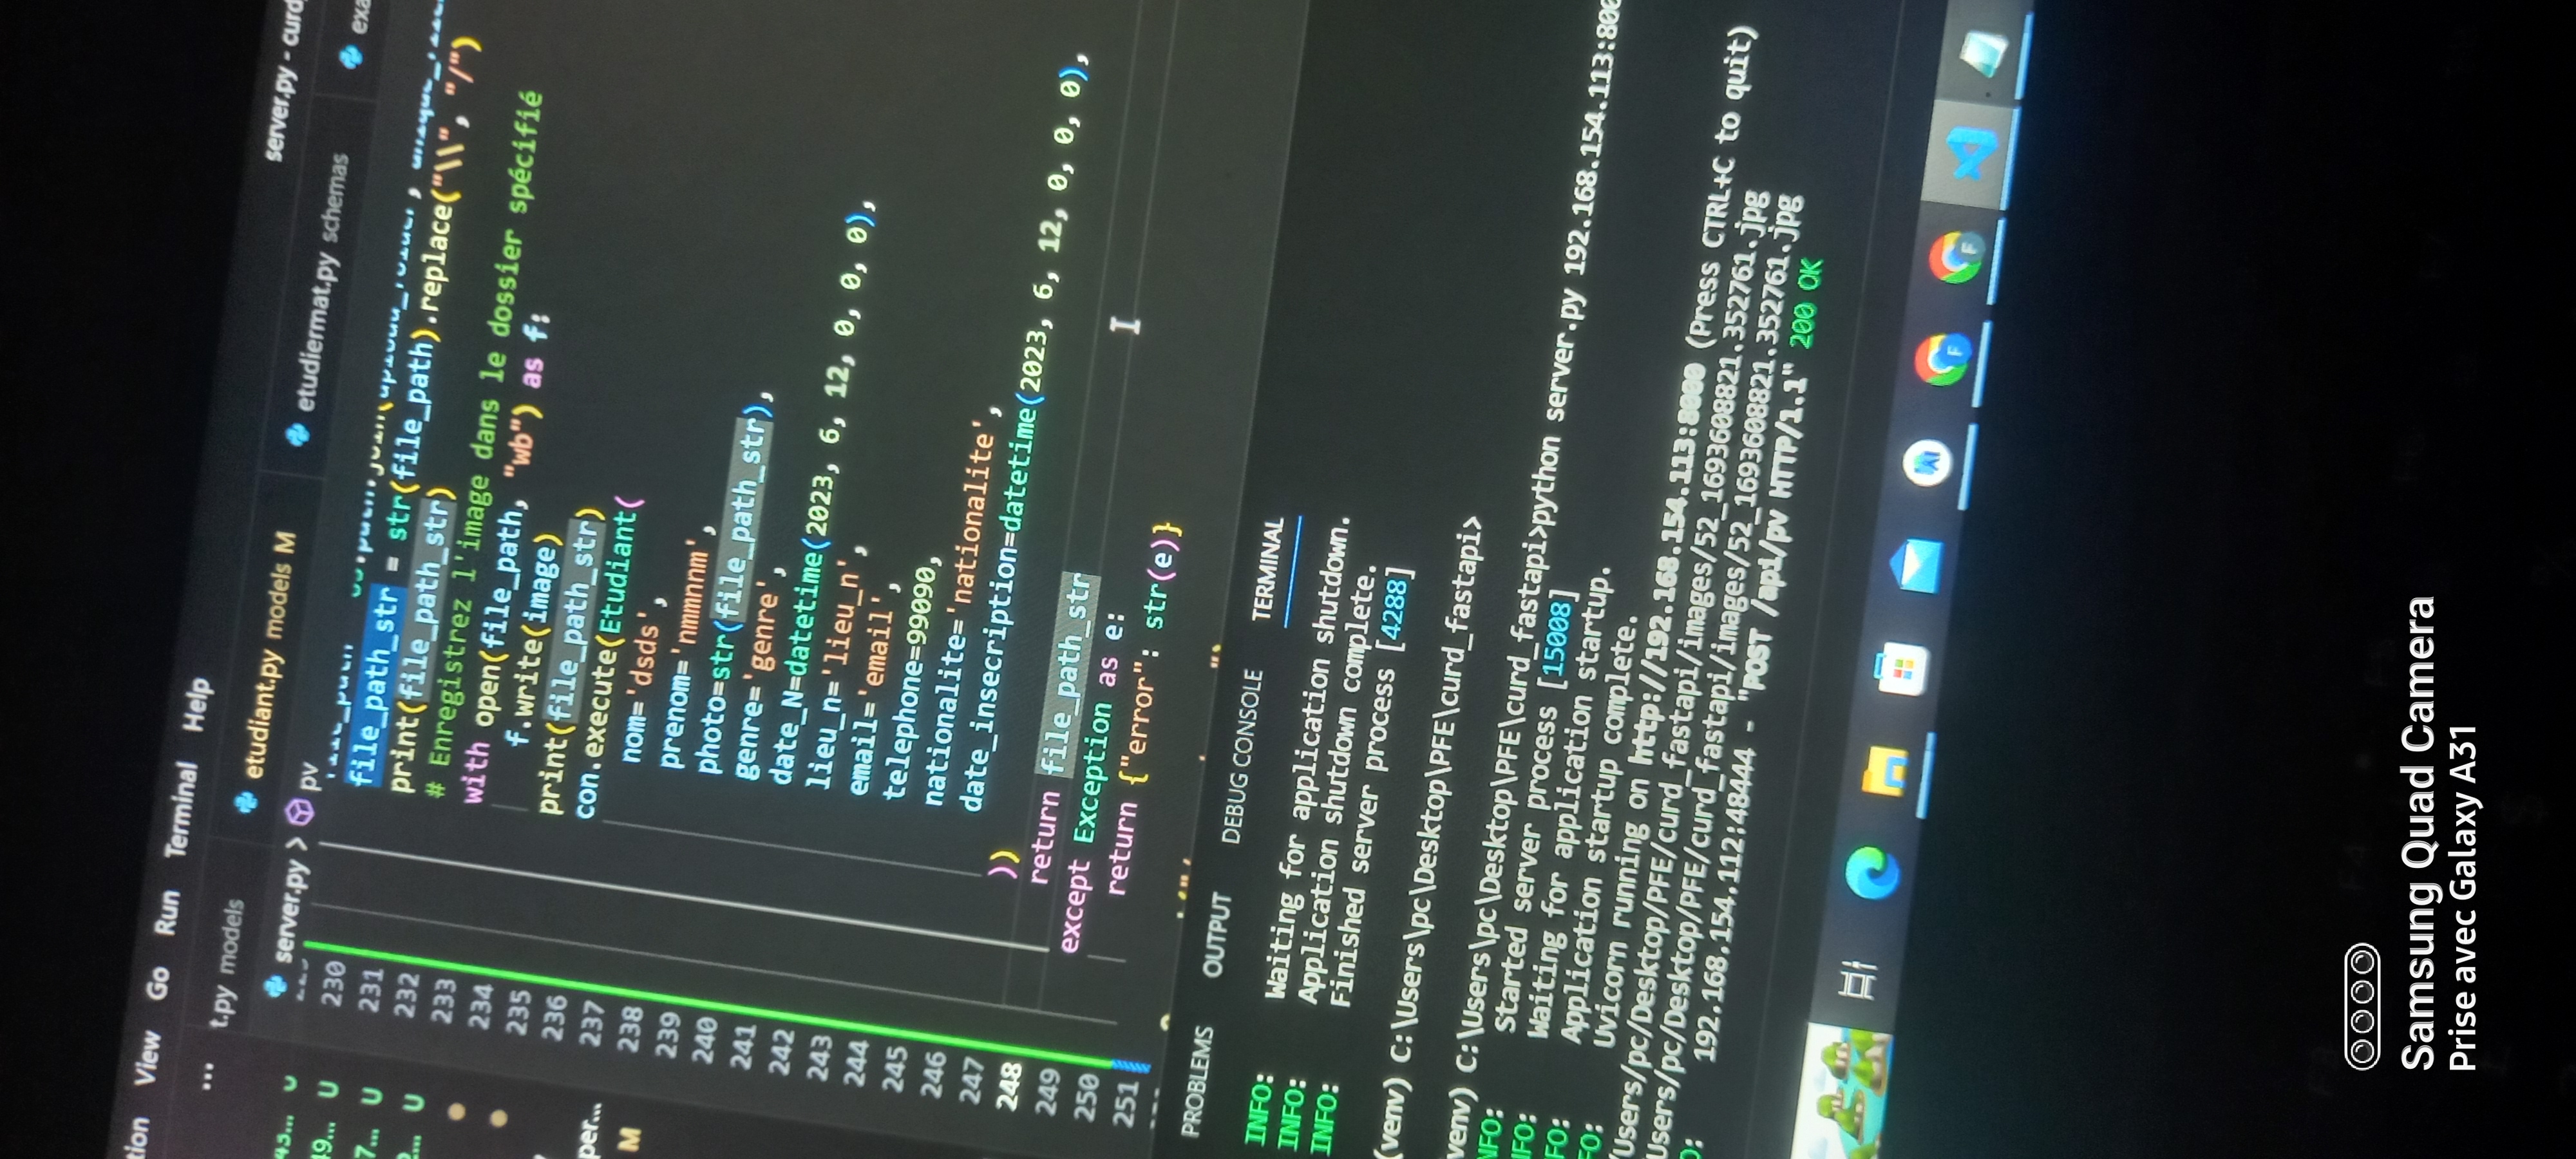 tion View Go Run Terminal Help
server.py - curd
... t.py models etudiant.py models M etudiermat.py schemas exa
server.py > pv
43... U
49... U
7... U
2... U
per...
M
230
231 file_path_str = str(file_path).replace("\\", "/")
232 print(file_path_str)
233 # Enregistrez l'image dans le dossier spécifié
234 with open(file_path, "wb") as f:
235 f.write(image)
236 print(file_path_str)
237 con.execute(Etudiant(
238 nom='dsds',
239 prenom='nmmnnm',
240 photo=str(file_path_str),
241 genre='genre',
242 date_N=datetime(2023, 6, 12, 0, 0, 0),
243 lieu_n='lieu_n',
244 email='email',
245 telephone=99090,
246 nationalite='nationalite',
247 date_insecription=datetime(2023, 6, 12, 0, 0, 0),
248 ))
249 return file_path_str
250 except Exception as e:
251 return {"error": str(e)}
PROBLEMS OUTPUT DEBUG CONSOLE TERMINAL
INFO: Waiting for application shutdown.
INFO: Application shutdown complete.
INFO: Finished server process [4288]
(venv) C:\Users\pc\Desktop\PFE\curd_fastapi>
venv) C:\Users\pc\Desktop\PFE\curd_fastapi>python server.py 192.168.154.113:800
NFO: Started server process [15008]
FO: Waiting for application startup.
FO: Application startup complete.
FO: Uvicorn running on http://192.168.154.113:8000 (Press CTRL+C to quit)
/Users/pc/Desktop/PFE/curd_fastapi/images/52_1693608821.352761.jpg
Users/pc/Desktop/PFE/curd_fastapi/images/52_1693608821.352761.jpg
O: 192.168.154.112:48444 - "POST /api/pv HTTP/1.1" 200 OK
Samsung Quad Camera
Prise avec Galaxy A31